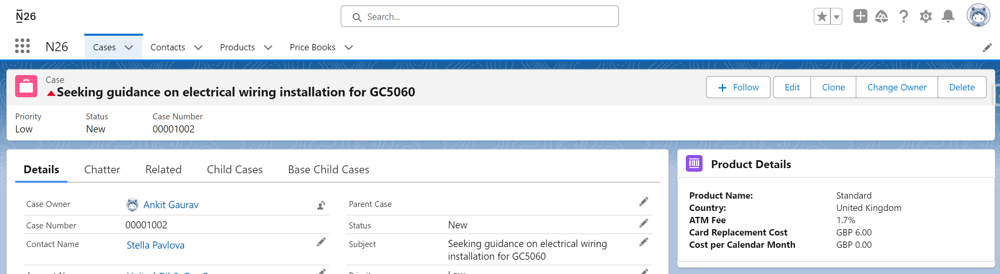 N26
Search...
N26
Cases
Contacts
Products
Price Books
Case
Seeking guidance on electrical wiring installation for GC5060
Follow
Edit
Clone
Change Owner
Delete
Priority
Status
Case Number
Low
New
00001002
Details
Chatter
Related
Child Cases
Base Child Cases
Case Owner
Ankit Gaurav
Case Number
00001002
Contact Name
Stella Pavlova
Parent Case
Status
New
Subject
Seeking guidance on electrical wiring
installation for GC5060
Product Details
Product Name:
Standard
Country:
United Kingdom
ATM Fee
1.7%
Card Replacement Cost
GBP 6.00
Cost per Calendar Month
GBP 0.00